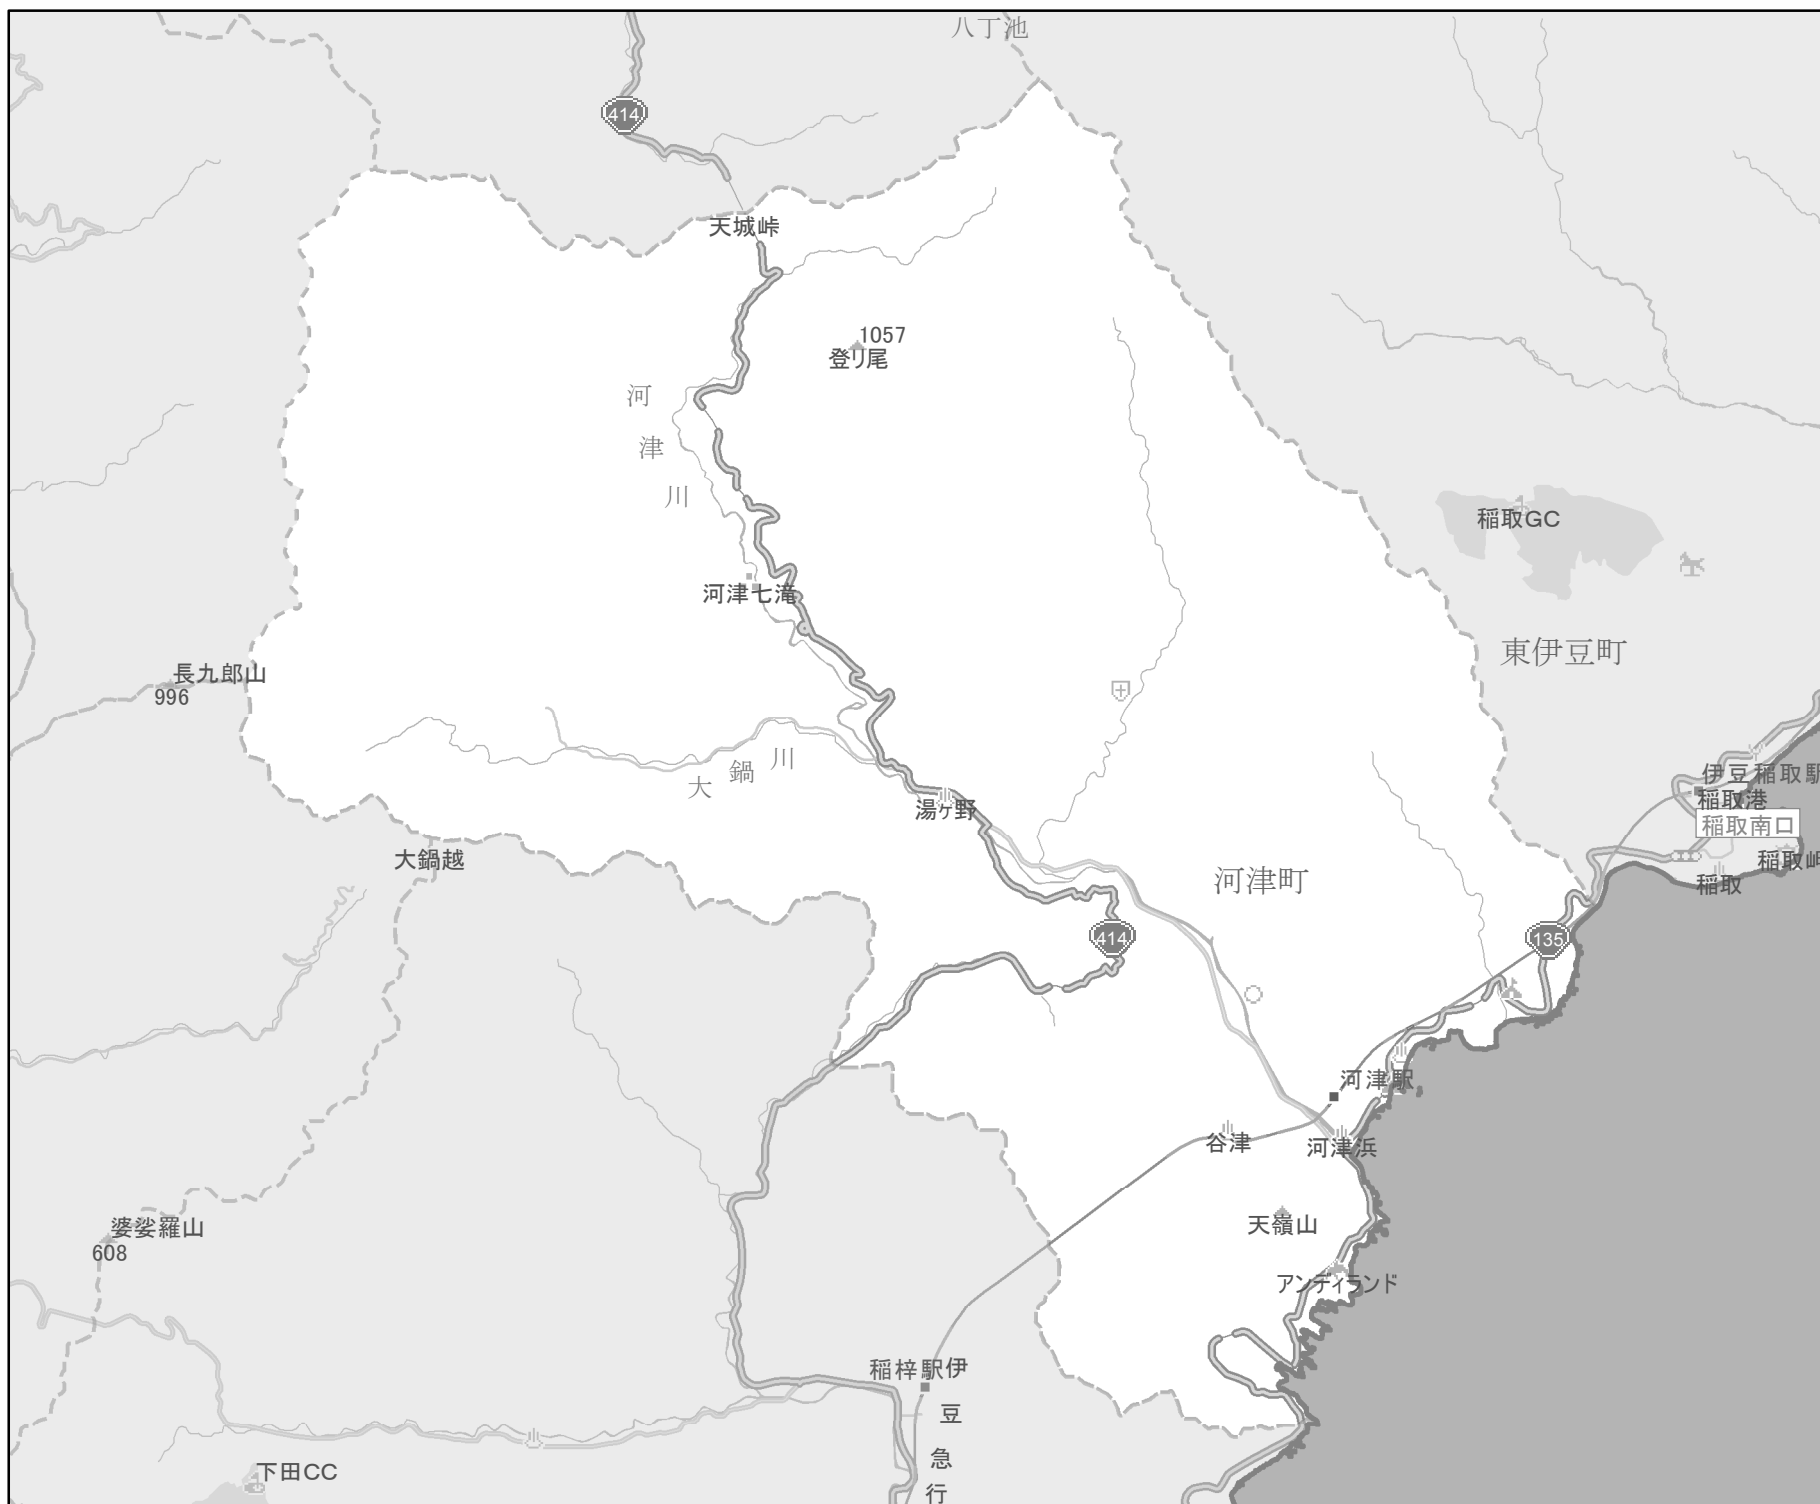 八丁池
414
天城峠
1057
登リ尾
河津川
稲取GC
河津七滝
東伊豆町
長九郎山
996
大鍋川
伊豆稲取駅
稲取港
稲取南口
湯ヶ野
大鍋越
稲取岬
稲取
河津町
414
135
河津駅
谷津
河津浜
天嶺山
婆娑羅山
608
アンディランド
稲梓駅
伊豆急行
下田CC